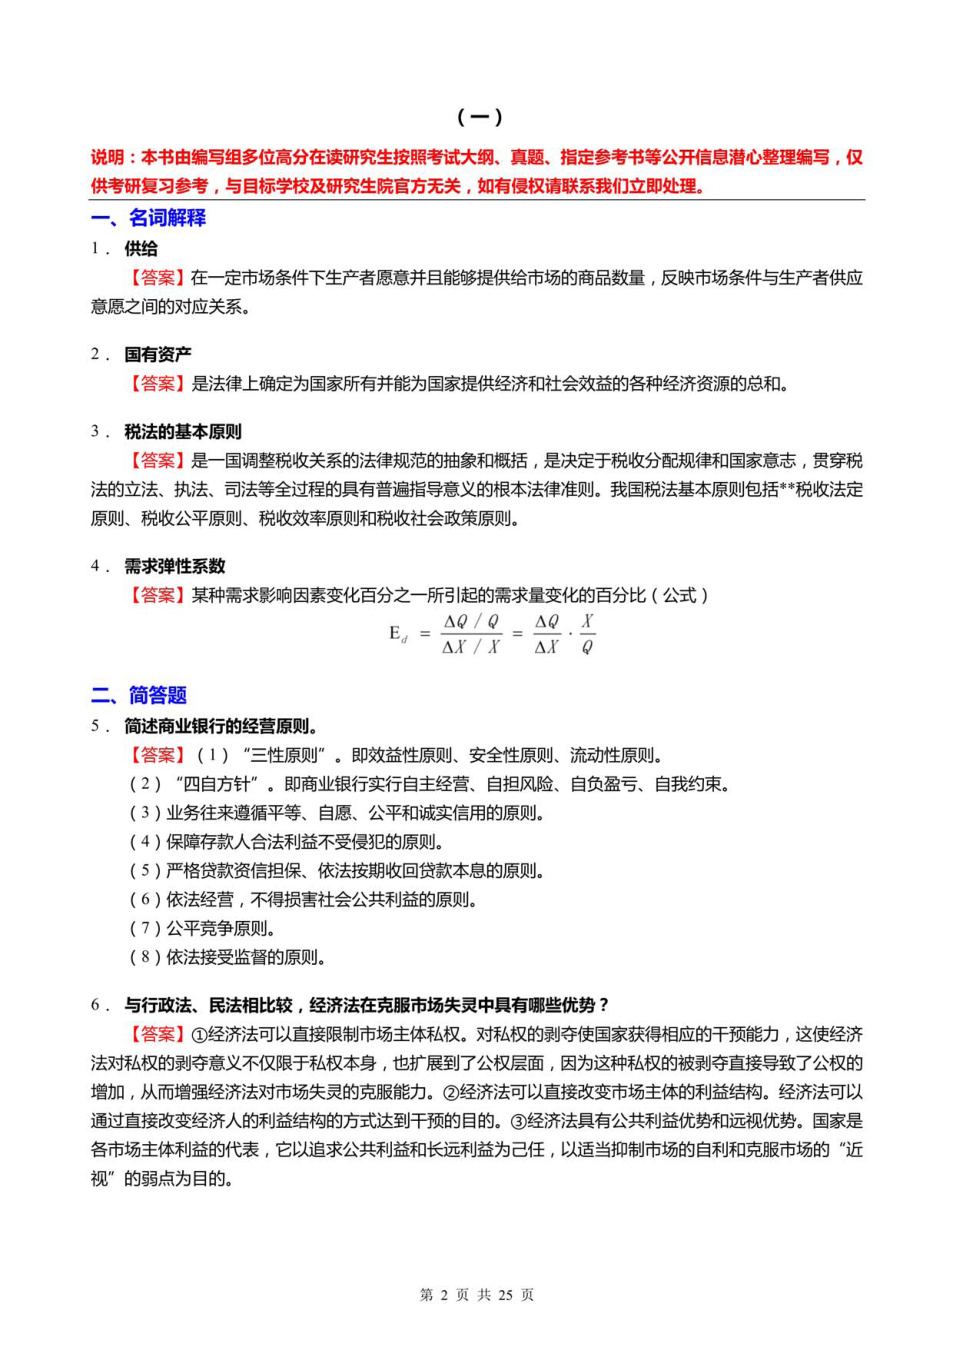 （一）
说明：本书由编写组多位高分在读研究生按照考试大纲、真题、指定参考书等公开信息潜心整理编写，仅
供考研复习参考，与目标学校及研究生院官方无关，如有侵权请联系我们立即处理。
一、名词解释
1． 供给
【答案】在一定市场条件下生产者愿意并且能够提供给市场的商品数量，反映市场条件与生产者供应
意愿之间的对应关系。
2． 国有资产
【答案】是法律上确定为国家所有并能为国家提供经济和社会效益的各种经济资源的总和。
3． 税法的基本原则
【答案】是一国调整税收关系的法律规范的抽象和概括，是决定于税收分配规律和国家意志，贯穿税
法的立法、执法、司法等全过程的具有普遍指导意义的根本法律准则。我国税法基本原则包括**税收法定
原则、税收公平原则、税收效率原则和税收社会政策原则。
4． 需求弹性系数
【答案】某种需求影响因素变化百分之一所引起的需求量变化的百分比（公式）
E_d = (ΔQ / Q)/(ΔX / X) = ΔQ/ΔX · X/Q
二、简答题
5． 简述商业银行的经营原则。
【答案】（1）“三性原则”。即效益性原则、安全性原则、流动性原则。
（2）“四自方针”。即商业银行实行自主经营、自担风险、自负盈亏、自我约束。
（3）业务往来遵循平等、自愿、公平和诚实信用的原则。
（4）保障存款人合法利益不受侵犯的原则。
（5）严格贷款资信担保、依法按期收回贷款本息的原则。
（6）依法经营，不得损害社会公共利益的原则。
（7）公平竞争原则。
（8）依法接受监督的原则。
6． 与行政法、民法相比较，经济法在克服市场失灵中具有哪些优势？
【答案】①经济法可以直接限制市场主体私权。对私权的剥夺使国家获得相应的干预能力，这使经济
法对私权的剥夺意义不仅限于私权本身，也扩展到了公权层面，因为这种私权的被剥夺直接导致了公权的
增加，从而增强经济法对市场失灵的克服能力。②经济法可以直接改变市场主体的利益结构。经济法可以
通过直接改变经济人的利益结构的方式达到干预的目的。③经济法具有公共利益优势和远视优势。国家是
各市场主体利益的代表，它以追求公共利益和长远利益为己任，以适当抑制市场的自利和克服市场的“近
视”的弱点为目的。
第 2 页 共 25 页